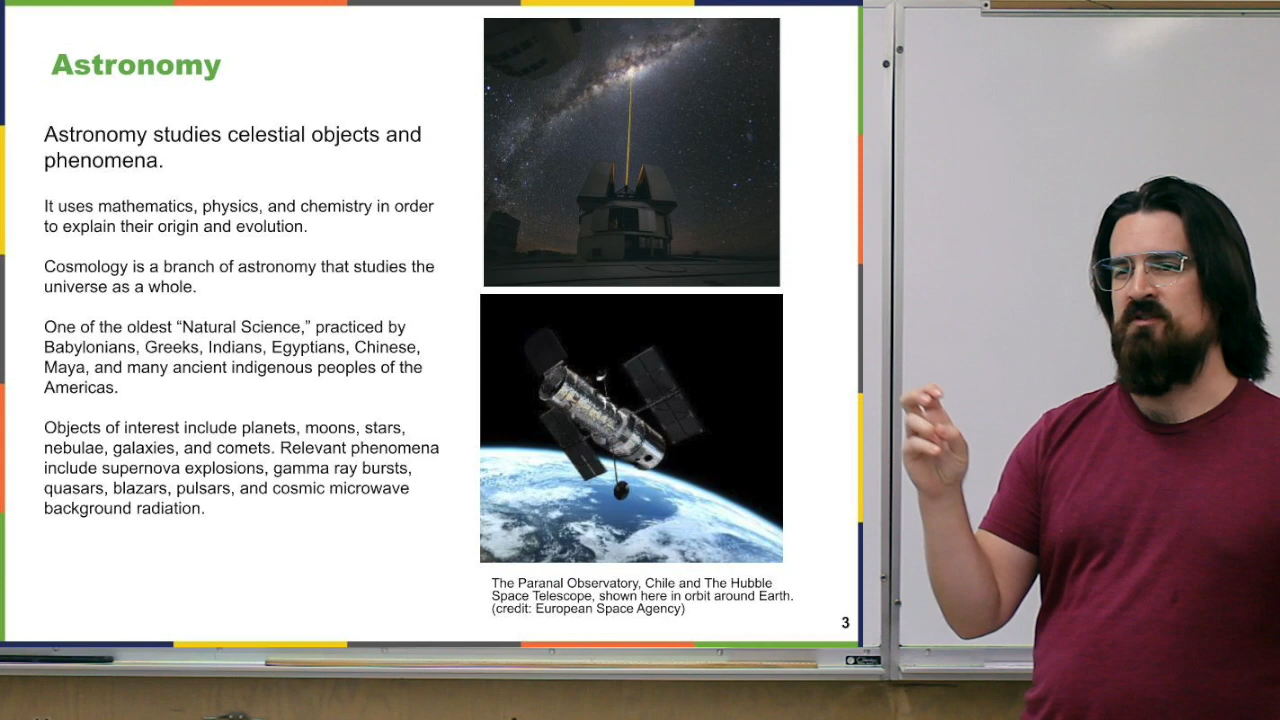 Astronomy
Astronomy studies celestial objects and
phenomena.
It uses mathematics, physics, and chemistry in order
to explain their origin and evolution.
Cosmology is a branch of astronomy that studies the
universe as a whole.
One of the oldest “Natural Science,” practiced by
Babylonians, Greeks, Indians, Egyptians, Chinese,
Maya, and many ancient indigenous peoples of the
Americas.
Objects of interest include planets, moons, stars,
nebulae, galaxies, and comets. Relevant phenomena
include supernova explosions, gamma ray bursts,
quasars, blazars, pulsars, and cosmic microwave
background radiation.
The Paranal Observatory, Chile and The Hubble
Space Telescope, shown here in orbit around Earth.
(credit: European Space Agency)
3